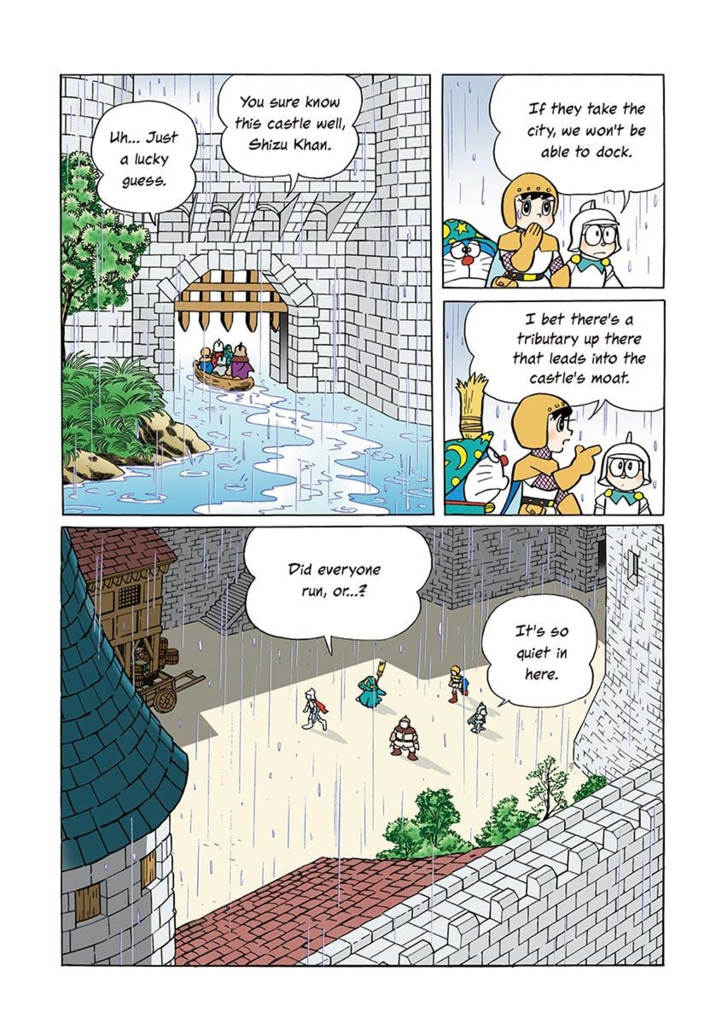 If they take the
city, we won't be
able to dock.
I bet there's a
tributary up there
that leads into the
castle's moat.
You sure know
this castle well,
Shizu Khan.
Uh... Just
a lucky
guess.
It's so
quiet in
here.
Did everyone
run, or...?